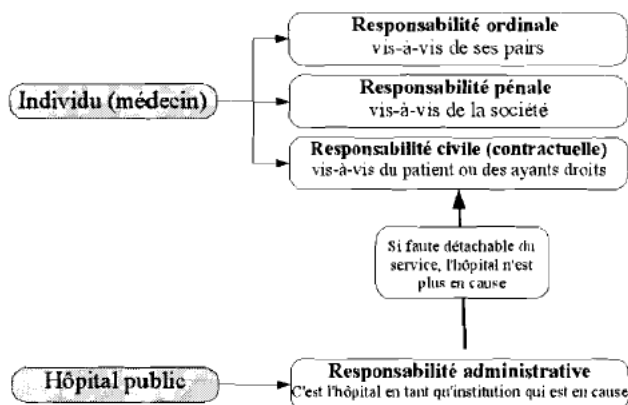 Responsabilité ordinale
vis-à-vis de ses pairs
Individu (médecin)
Responsabilité pénale
vis-à-vis de la société
Responsabilité civile (contractuelle)
vis-à-vis du patient ou des ayants droits
Si faute détachable du
service, l'hôpital n'est
plus en cause
Hôpital public
Responsabilité administrative
C'est l'hôpital en tant qu'institution qui est en cause